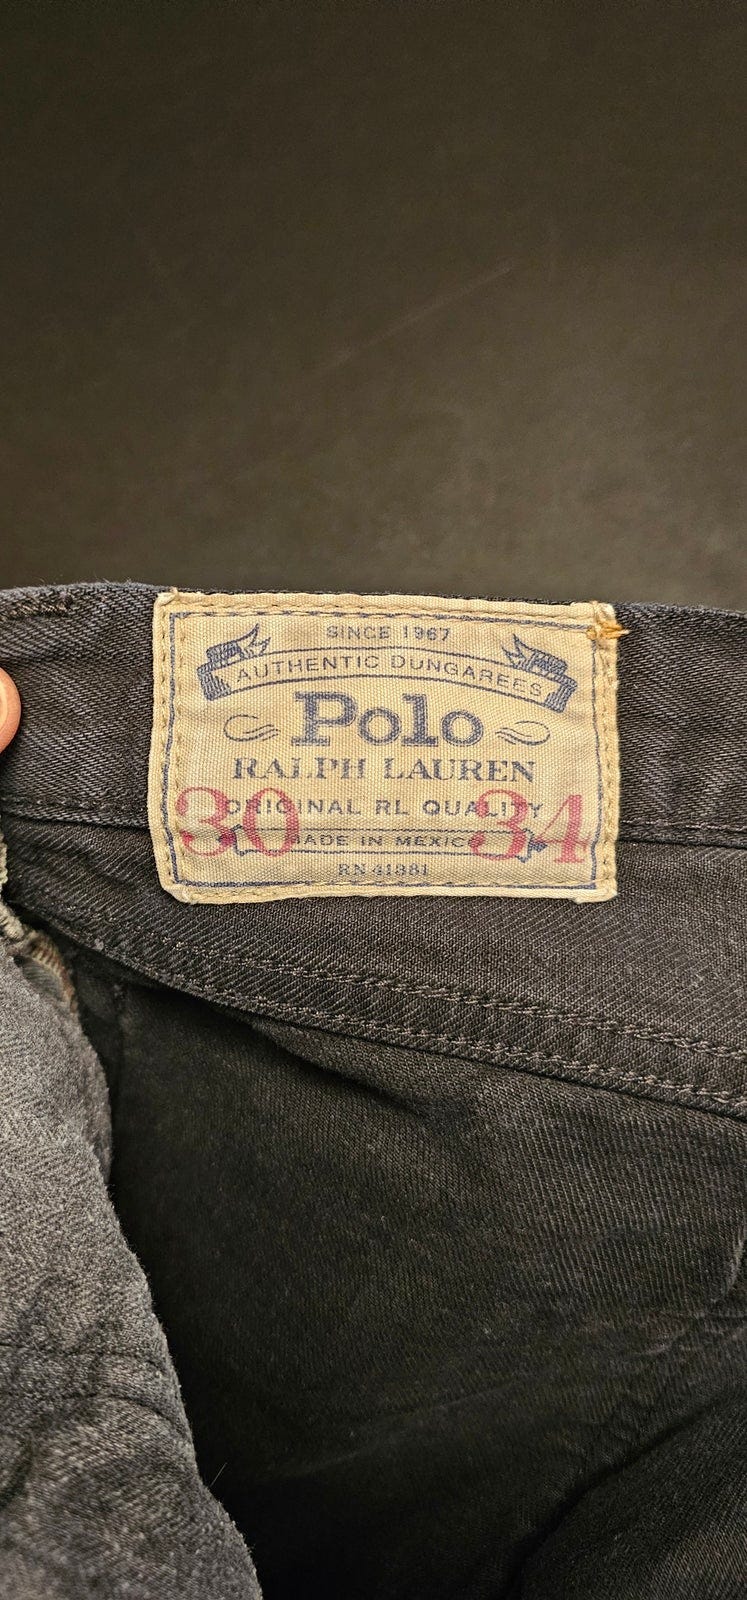 SINCE 1967
AUTHENTIC DUNGAREES
Polo
RALPH LAUREN
ORIGINAL RL QUALITY
30 34
MADE IN MEXICO
RN 41381